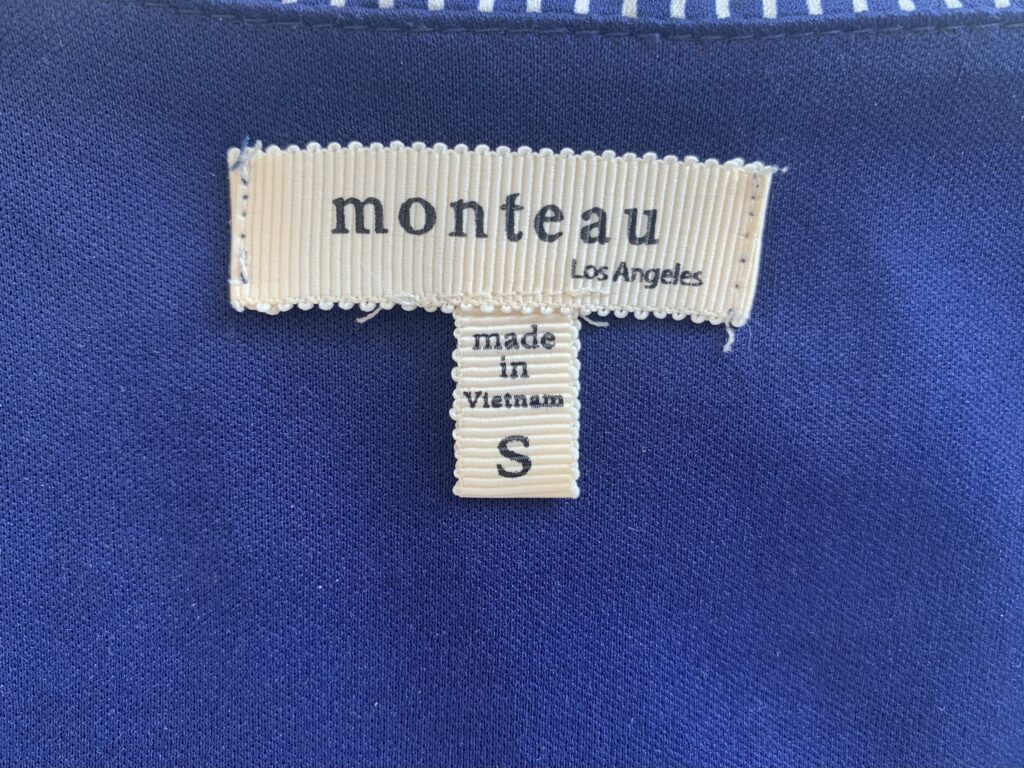 monteau
Los Angeles
made
in
Vietnam
S